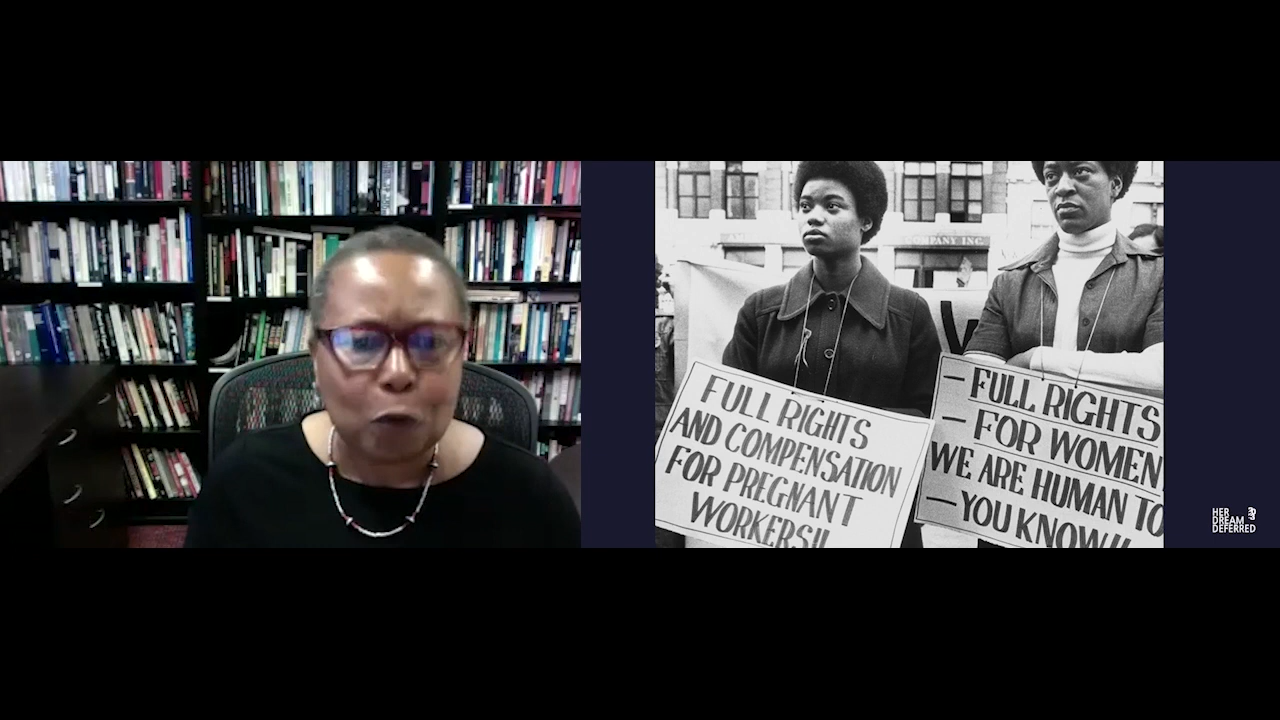 COMPANY INC.
FULL RIGHTS
AND COMPENSATION
FOR PREGNANT
WORKERS!!
— FULL RIGHTS
— FOR WOMEN
WE ARE HUMAN TO
— YOU KNOW!!
HER
DREAM
DEFERRED